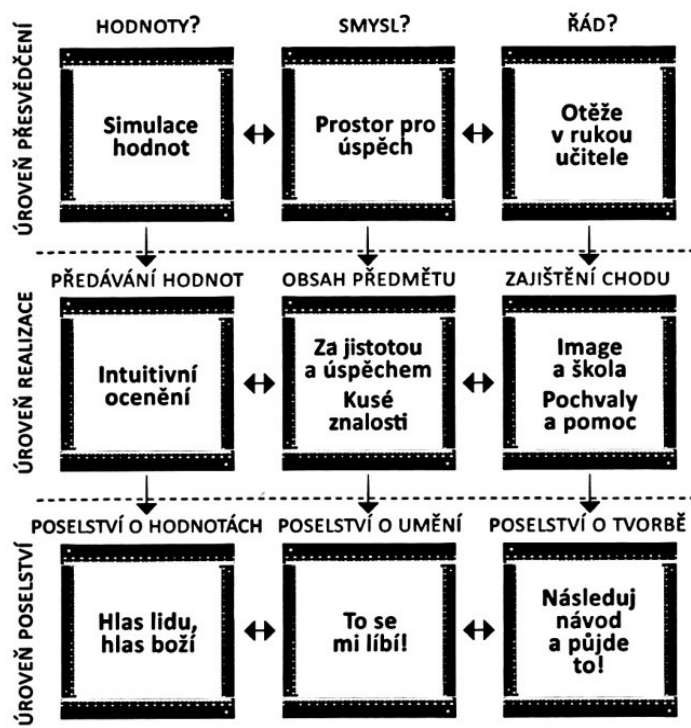 HODNOTY?
SMYSL?
ŘÁD?
ÚROVEŇ PŘESVĚDČENÍ
Simulace
hodnot
Prostor pro
úspěch
Otěže
v rukou
učitele
PŘEDÁVÁNÍ HODNOT
OBSAH PŘEDMĚTU
ZAJIŠTĚNÍ CHODU
ÚROVEŇ REALIZACE
Intuitivní
ocenění
Za jistotou
a úspěchem
Kusé
znalosti
Image
a škola
Pochvaly
a pomoc
POSELSTVÍ O HODNOTÁCH
POSELSTVÍ O UMĚNÍ
POSELSTVÍ O TVORBĚ
ÚROVEŇ POSELSTVÍ
Hlas lidu,
hlas boží
To se
mi líbí!
Následuj
návod
a půjde
to!